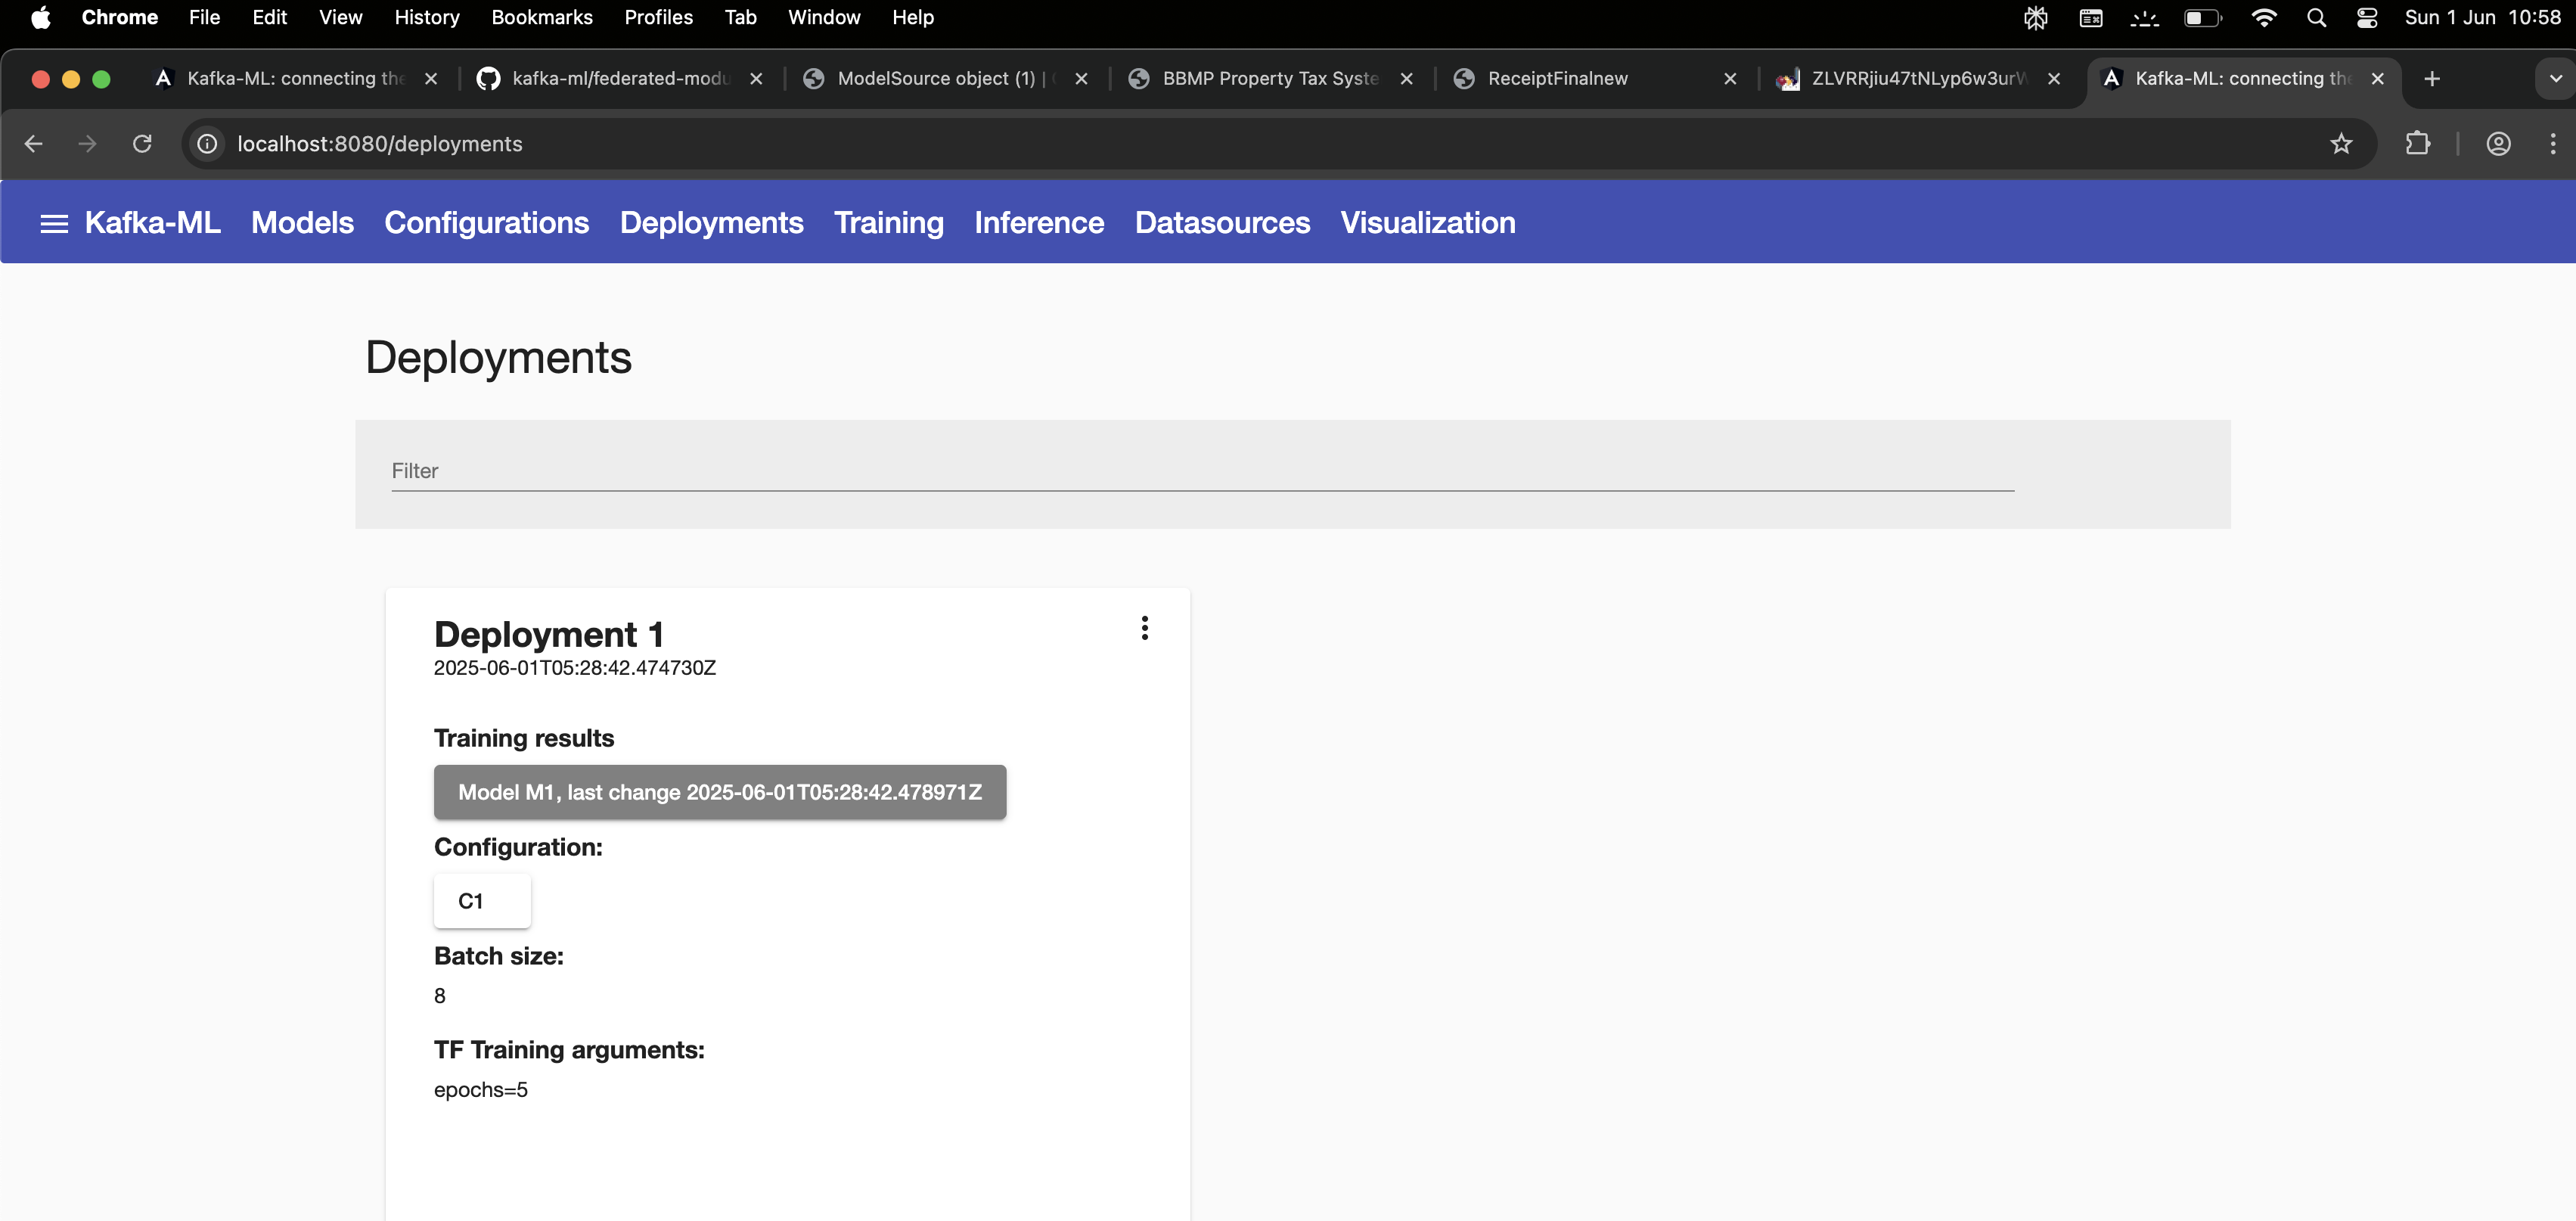 Chrome File Edit View History Bookmarks Profiles Tab Window Help Sun 1 Jun 10:58
Kafka-ML: connecting the kafka-ml/federated-modu ModelSource object (1) | BBMP Property Tax Syste ReceiptFinalnew ZLVRRjiu47tNLyp6w3urW Kafka-ML: connecting the
localhost:8080/deployments
Kafka-ML Models Configurations Deployments Training Inference Datasources Visualization
Deployments
Filter
Deployment 1
2025-06-01T05:28:42.474730Z
Training results
Model M1, last change 2025-06-01T05:28:42.478971Z
Configuration:
C1
Batch size:
8
TF Training arguments:
epochs=5